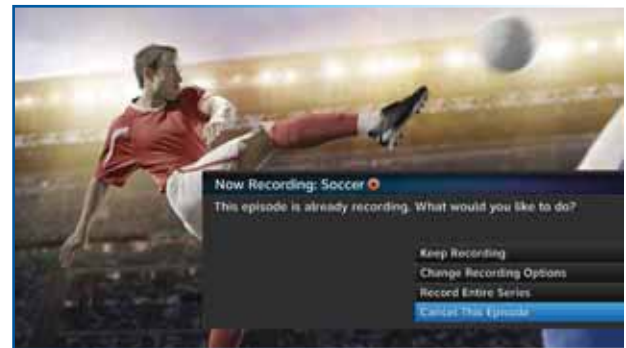 Now Recording: Soccer
This episode is already recording. What would you like to do?
Keep Recording
Change Recording Options
Record Entire Series
Cancel This Episode